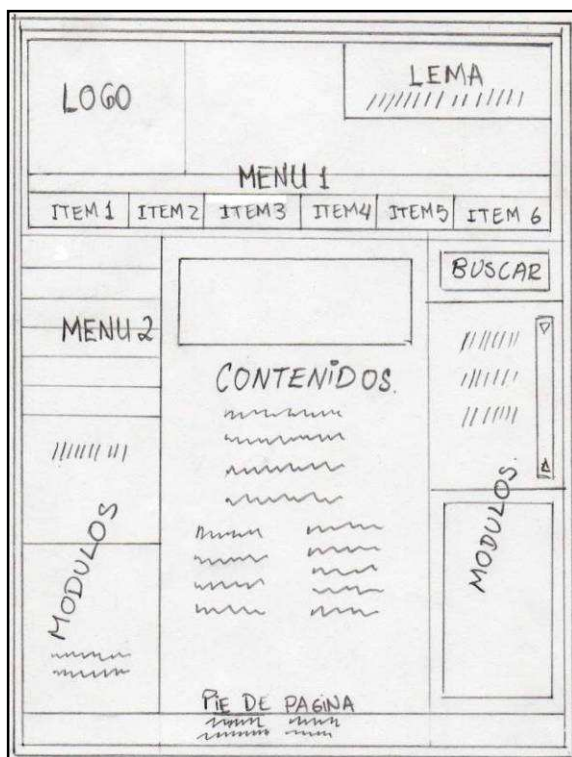 LOGO
LEMA
MENU 1
ITEM 1 ITEM 2 ITEM 3 ITEM 4 ITEM 5 ITEM 6
BUSCAR
MENU 2
CONTENIDOS.
MODULOS
MODULOS
PIE DE PAGINA